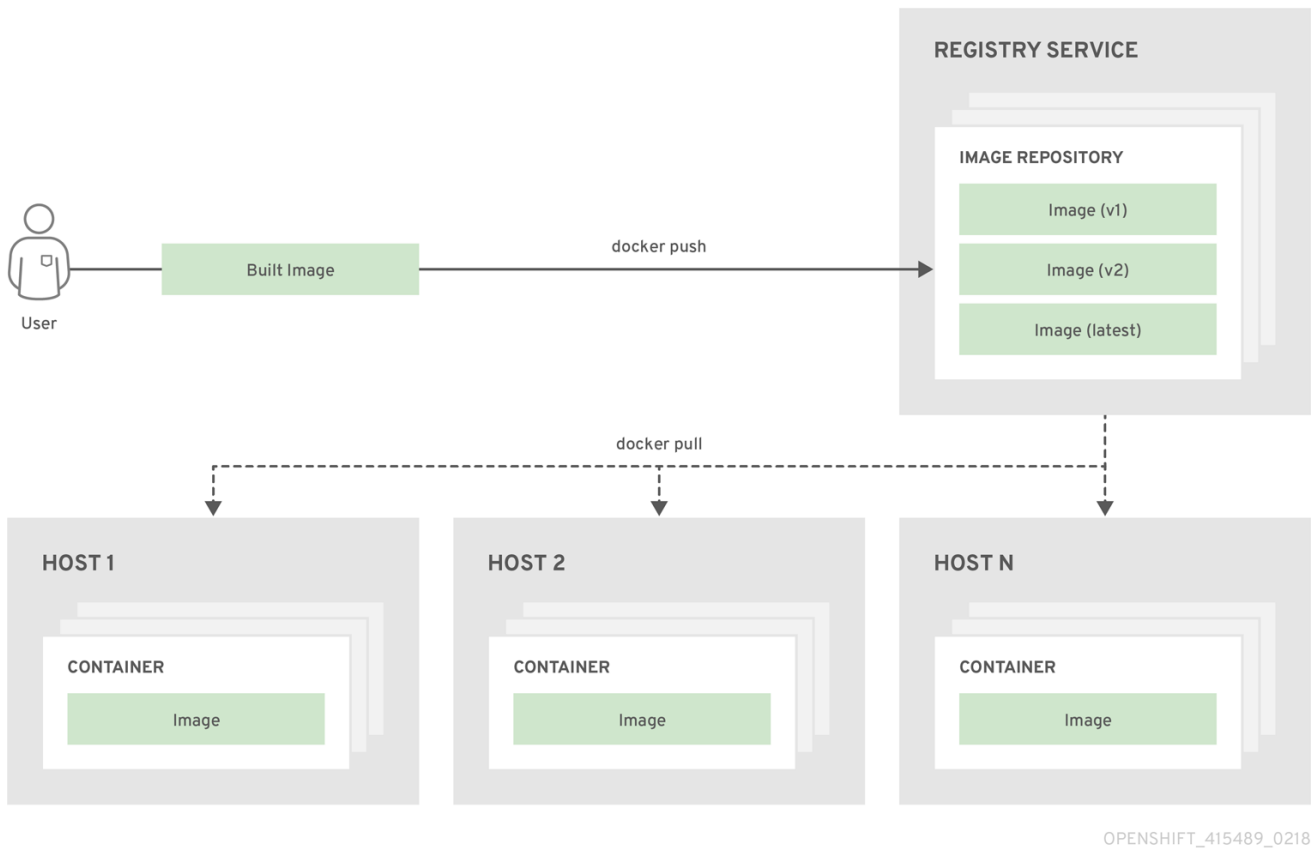 REGISTRY SERVICE
IMAGE REPOSITORY
Image (v1)
Image (v2)
Image (latest)
docker push
Built Image
User
docker pull
HOST 1
CONTAINER
Image
HOST 2
CONTAINER
Image
HOST N
CONTAINER
Image
OPENSHIFT_415489_0218